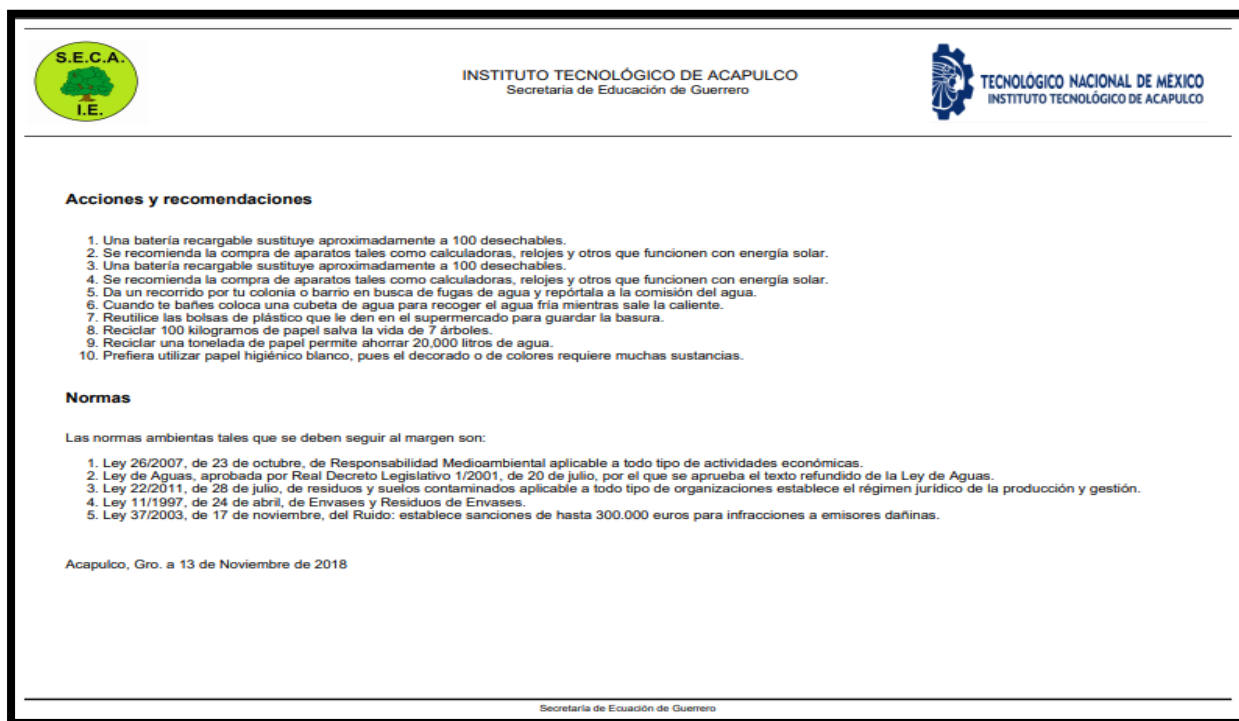 S.E.C.A.
I.E.
INSTITUTO TECNOLÓGICO DE ACAPULCO
Secretaria de Educación de Guerrero
TECNOLÓGICO NACIONAL DE MÉXICO
INSTITUTO TECNOLÓGICO DE ACAPULCO
Acciones y recomendaciones
1. Una batería recargable sustituye aproximadamente a 100 desechables.
2. Se recomienda la compra de aparatos tales como calculadoras, relojes y otros que funcionen con energía solar.
3. Una batería recargable sustituye aproximadamente a 100 desechables.
4. Se recomienda la compra de aparatos tales como calculadoras, relojes y otros que funcionen con energía solar.
5. Da un recorrido por tu colonia o barrio en busca de fugas de agua y repórtala a la comisión del agua.
6. Cuando te bañes coloca una cubeta de agua para recoger el agua fría mientras sale la caliente.
7. Reutilice las bolsas de plástico que le den en el supermercado para guardar la basura.
8. Reciclar 100 kilogramos de papel salva la vida de 7 árboles.
9. Reciclar una tonelada de papel permite ahorrar 20,000 litros de agua.
10. Prefiera utilizar papel higiénico blanco, pues el decorado o de colores requiere muchas sustancias.
Normas
Las normas ambientas tales que se deben seguir al margen son:
1. Ley 26/2007, de 23 de octubre, de Responsabilidad Medioambiental aplicable a todo tipo de actividades económicas.
2. Ley de Aguas, aprobada por Real Decreto Legislativo 1/2001, de 20 de julio, por el que se aprueba el texto refundido de la Ley de Aguas.
3. Ley 22/2011, de 28 de julio, de residuos y suelos contaminados aplicable a todo tipo de organizaciones establece el régimen jurídico de la producción y gestión.
4. Ley 11/1997, de 24 de abril, de Envases y Residuos de Envases.
5. Ley 37/2003, de 17 de noviembre, del Ruido: establece sanciones de hasta 300.000 euros para infracciones a emisores dañinas.
Acapulco, Gro. a 13 de Noviembre de 2018
Secretaría de Ecuación de Guerrero